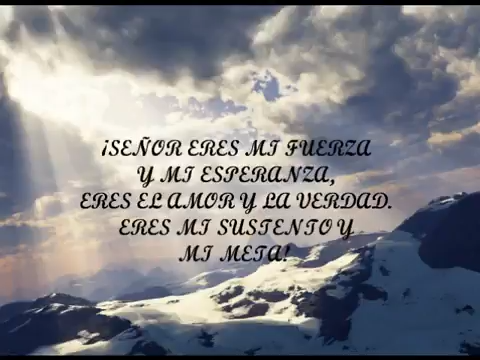 ¡SEÑOR ERES MI FUERZA
Y MI ESPERANZA,
ERES EL AMOR Y LA VERDAD.
ERES MI SUSTENTO Y
MI META!